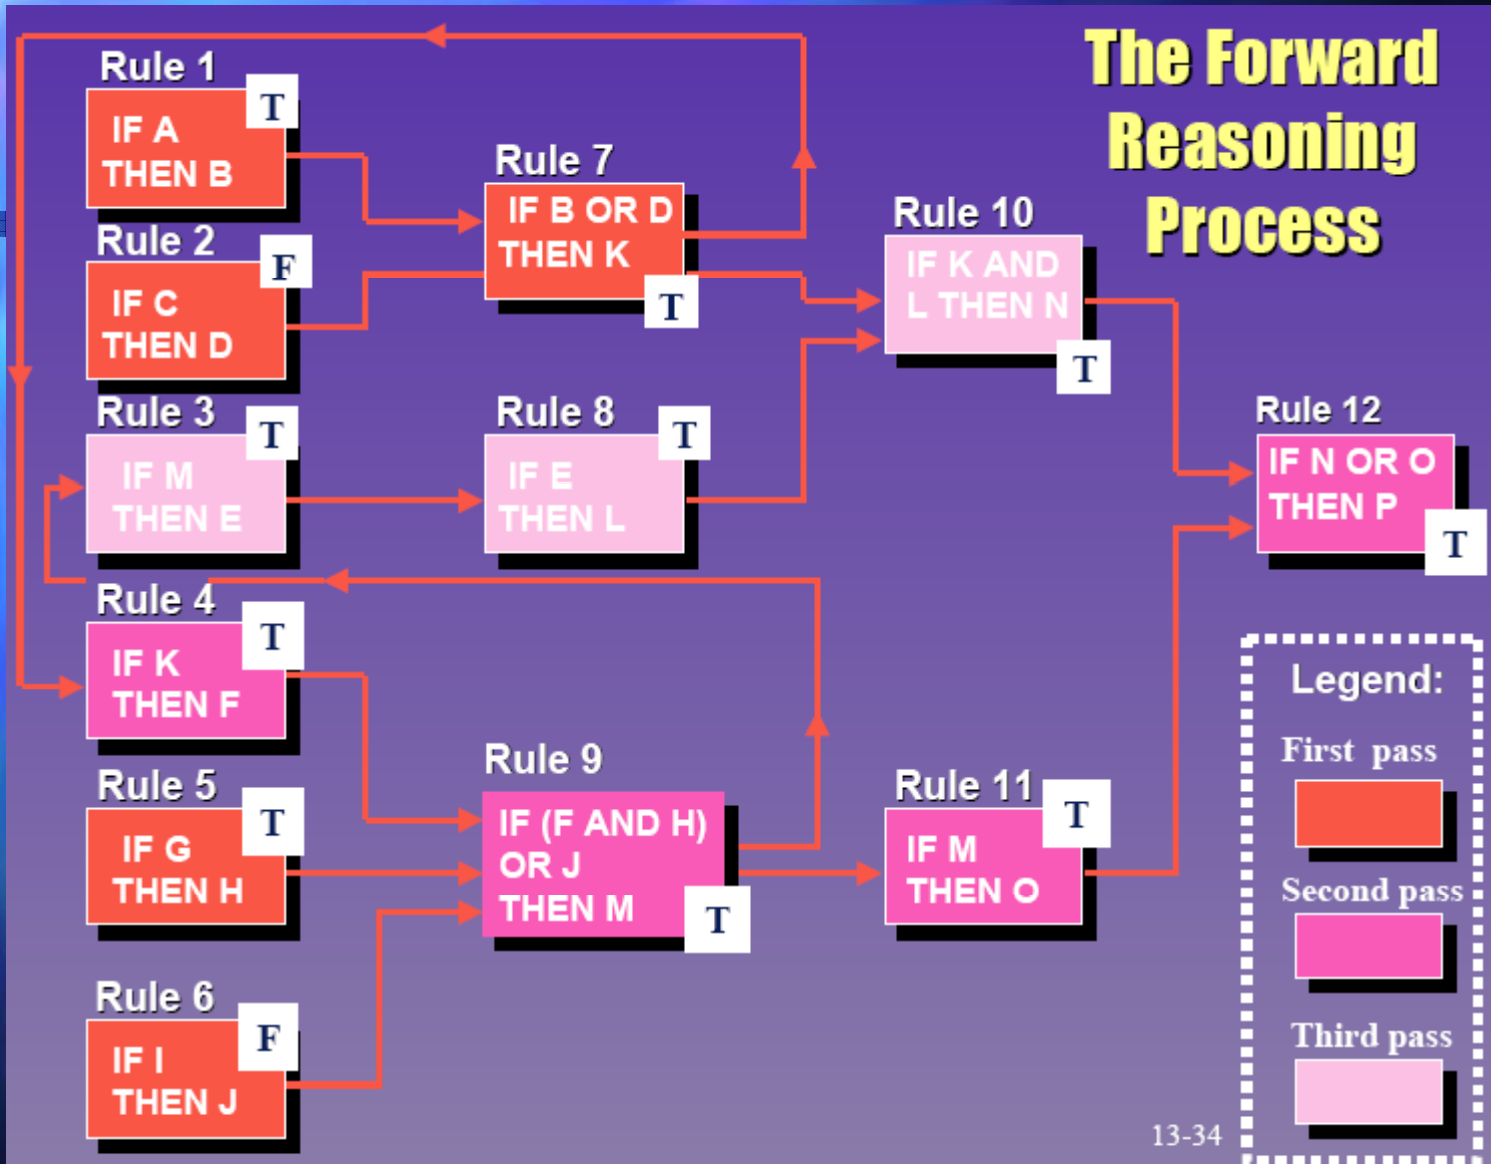 The Forward
Reasoning
Process
Rule 1
T
IF A
THEN B
Rule 2
F
IF C
THEN D
Rule 3
T
IF M
THEN E
Rule 4
T
IF K
THEN F
Rule 5
T
IF G
THEN H
Rule 6
F
IF I
THEN J
Rule 7
IF B OR D
THEN K
T
Rule 8
T
IF E
THEN L
Rule 9
IF (F AND H)
OR J
THEN M
T
Rule 10
IF K AND
L THEN N
T
Rule 11
T
IF M
THEN O
Rule 12
IF N OR O
THEN P
T
Legend:
First pass
Second pass
Third pass
13-34